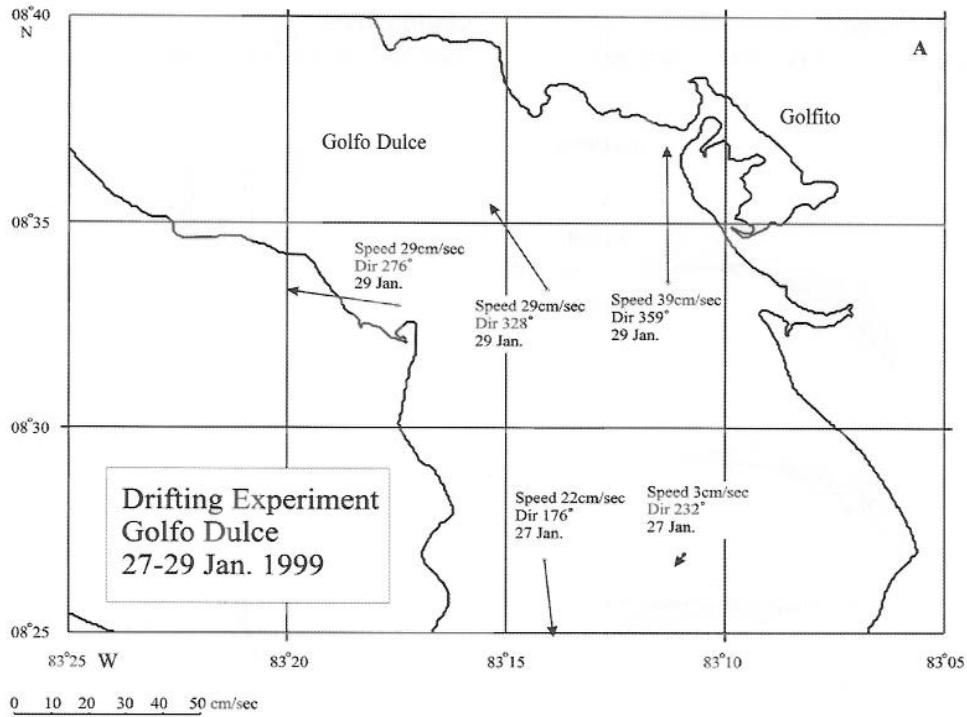 08°40
N
A
Golfito
Golfo Dulce
08°35
Speed 29cm/sec
Dir 276°
29 Jan.
Speed 29cm/sec
Dir 328°
29 Jan.
Speed 39cm/sec
Dir 359°
29 Jan.
08°30
Drifting Experiment
Golfo Dulce
27-29 Jan. 1999
Speed 22cm/sec
Dir 176°
27 Jan.
Speed 3cm/sec
Dir 232°
27 Jan.
08°25
83°25 W 83°20 83°15 83°10 83°05
0 10 20 30 40 50 cm/sec